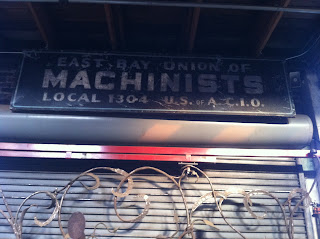 EAST BAY UNION OF
MACHINISTS
LOCAL 1304 U.S. OF A. C.I.O.